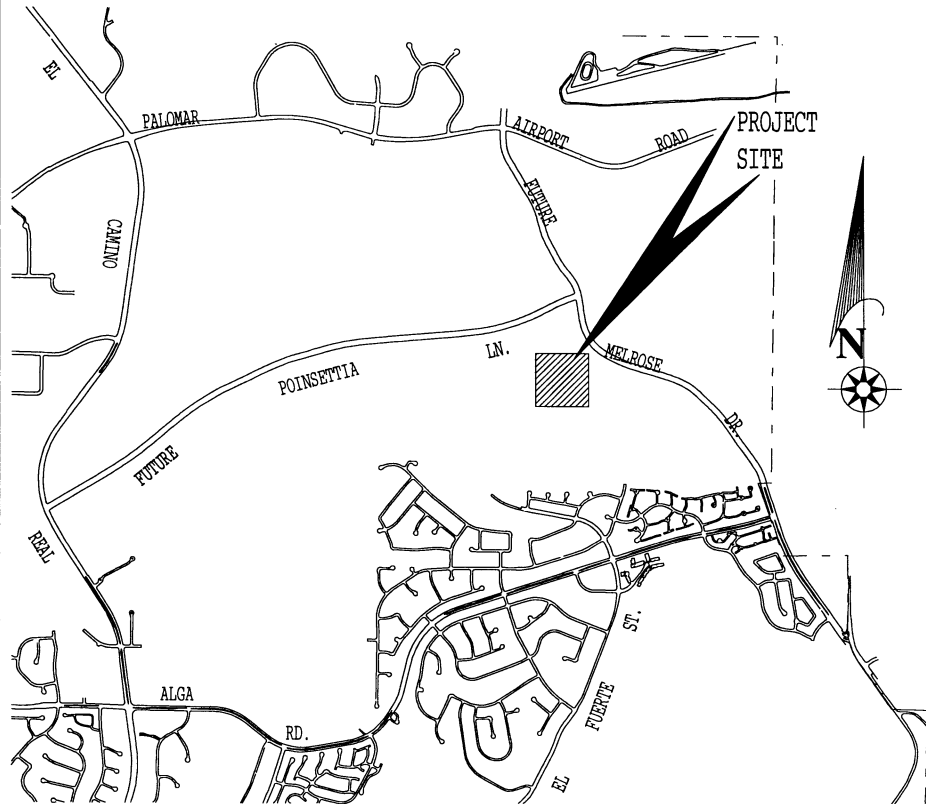 EL
PALOMAR
AIRPORT
ROAD
PROJECT
SITE
FUTURE
CAMINO
N
LN.
MELROSE
POINSETTIA
DR.
FUTURE
REAL
ST.
ALGA
FUERTE
RD.
EL